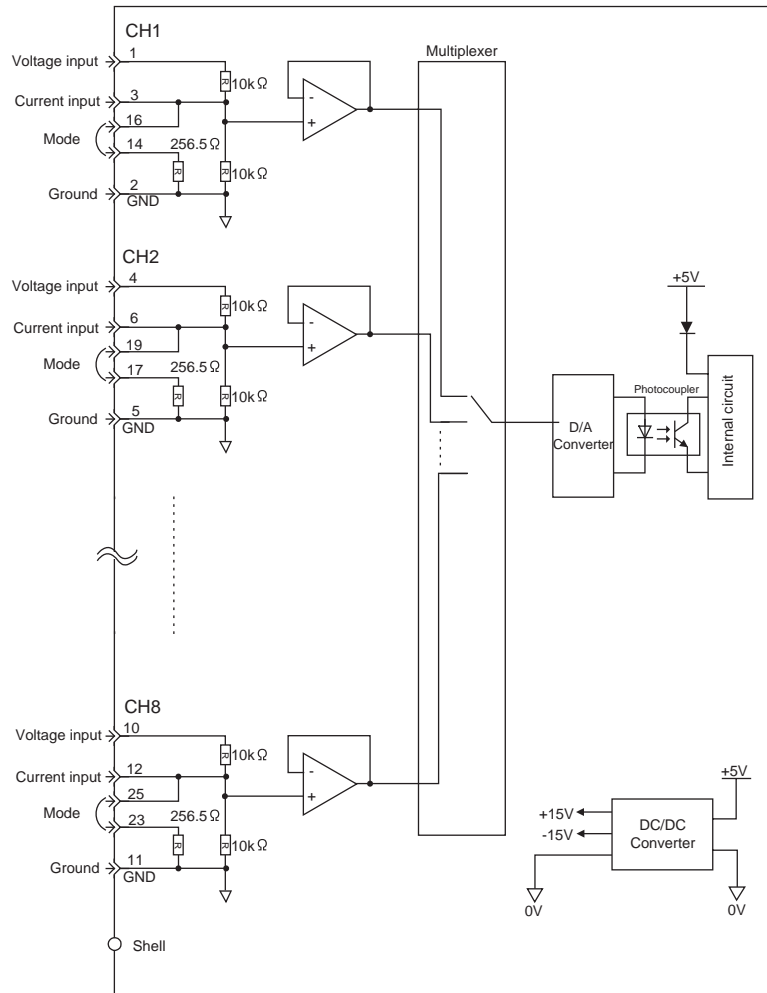 CH1
Voltage input
1
10kΩ
Current input
3
16
Mode
14
256.5Ω
-
+
10kΩ
Ground
2
GND
Multiplexer
CH2
Voltage input
4
10kΩ
Current input
6
19
Mode
17
256.5Ω
-
+
10kΩ
Ground
5
GND
+5V
Photocoupler
D/A
Converter
Internal circuit
CH8
Voltage input
10
10kΩ
Current input
12
25
Mode
23
256.5Ω
-
+
10kΩ
Ground
11
GND
+5V
+15V
-15V
DC/DC
Converter
0V
0V
Shell
R
R
R
R
R
R
R
R
R